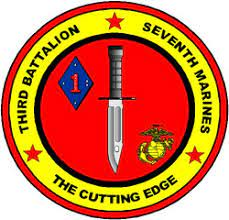 THIRD BATTALION
SEVENTH MARINES
1
THE CUTTING EDGE